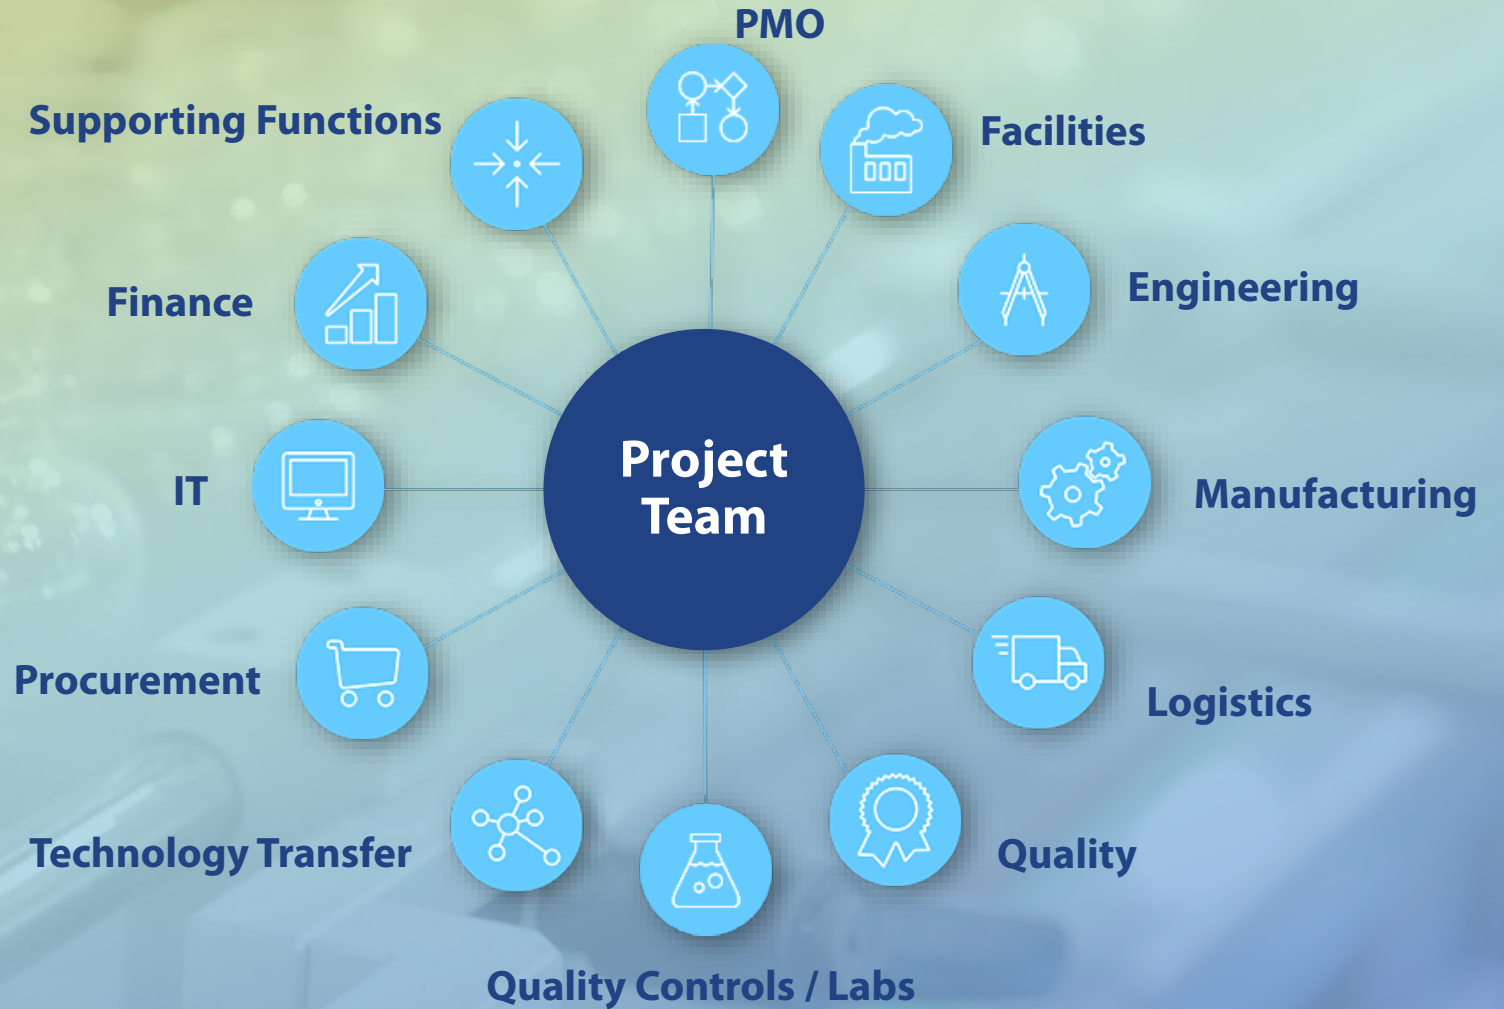 PMO
Supporting Functions
Facilities
Engineering
Finance
Project
Team
IT
Manufacturing
Procurement
Logistics
Technology Transfer
Quality
Quality Controls / Labs